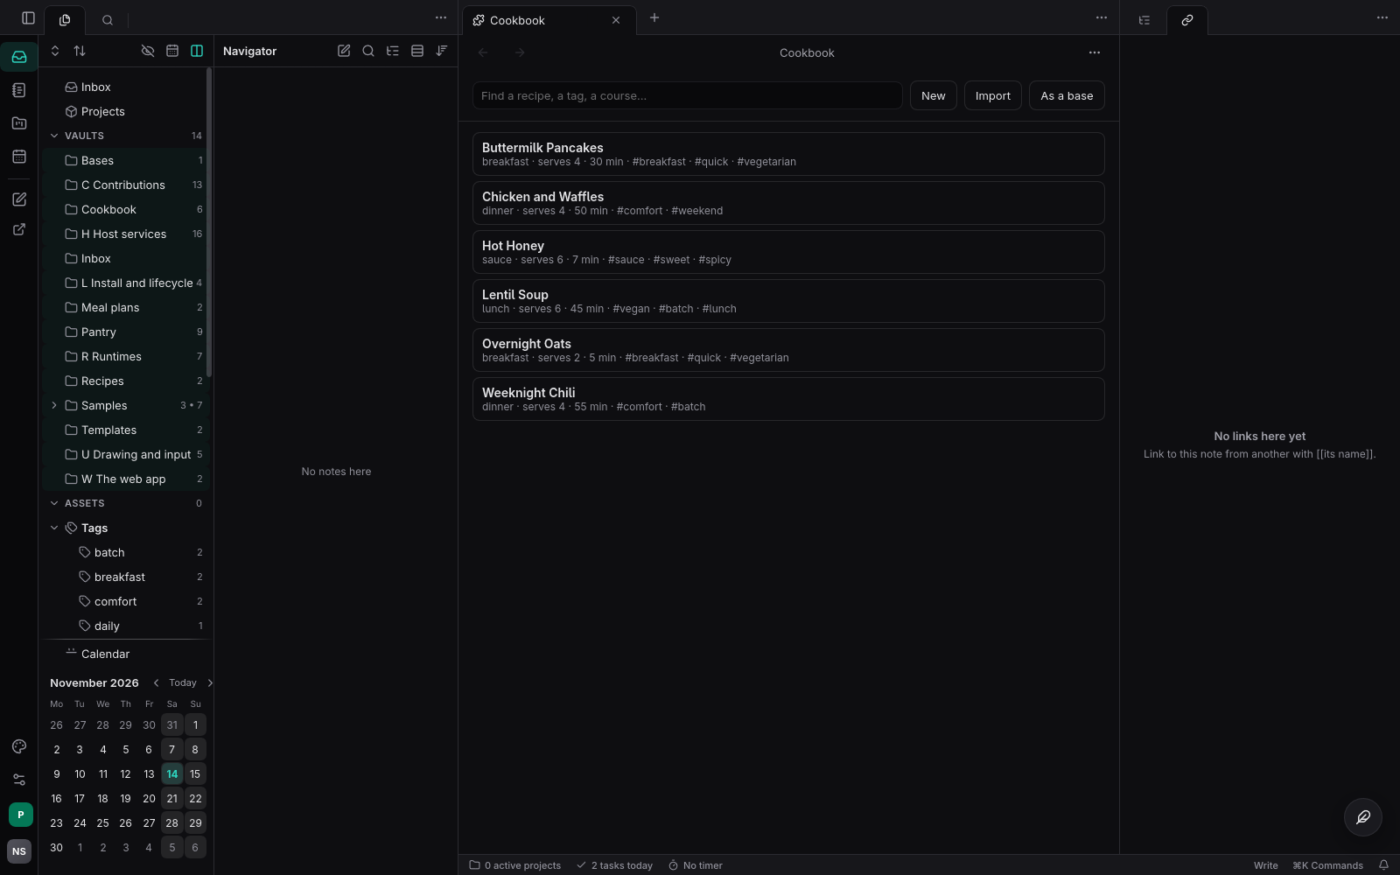 Cookbook
Navigator
Cookbook
Inbox
Projects
VAULTS 14
Bases 1
C Contributions 13
Cookbook 6
H Host services 16
Inbox
L Install and lifecycle 4
Meal plans 2
Pantry 9
R Runtimes 7
Recipes 2
Samples 3 • 7
Templates 2
U Drawing and input 5
W The web app 2
ASSETS 0
Tags
batch 2
breakfast 2
comfort 2
daily 1
Calendar
November 2026 Today
Mo Tu We Th Fr Sa Su
26 27 28 29 30 31 1
2 3 4 5 6 7 8
9 10 11 12 13 14 15
16 17 18 19 20 21 22
23 24 25 26 27 28 29
30 1 2 3 4 5 6
P
NS
No notes here
Find a recipe, a tag, a course...
New
Import
As a base
Buttermilk Pancakes
breakfast · serves 4 · 30 min · #breakfast · #quick · #vegetarian
Chicken and Waffles
dinner · serves 4 · 50 min · #comfort · #weekend
Hot Honey
sauce · serves 6 · 7 min · #sauce · #sweet · #spicy
Lentil Soup
lunch · serves 6 · 45 min · #vegan · #batch · #lunch
Overnight Oats
breakfast · serves 2 · 5 min · #breakfast · #quick · #vegetarian
Weeknight Chili
dinner · serves 4 · 55 min · #comfort · #batch
No links here yet
Link to this note from another with [[its name]].
0 active projects
2 tasks today
No timer
Write
⌘K Commands